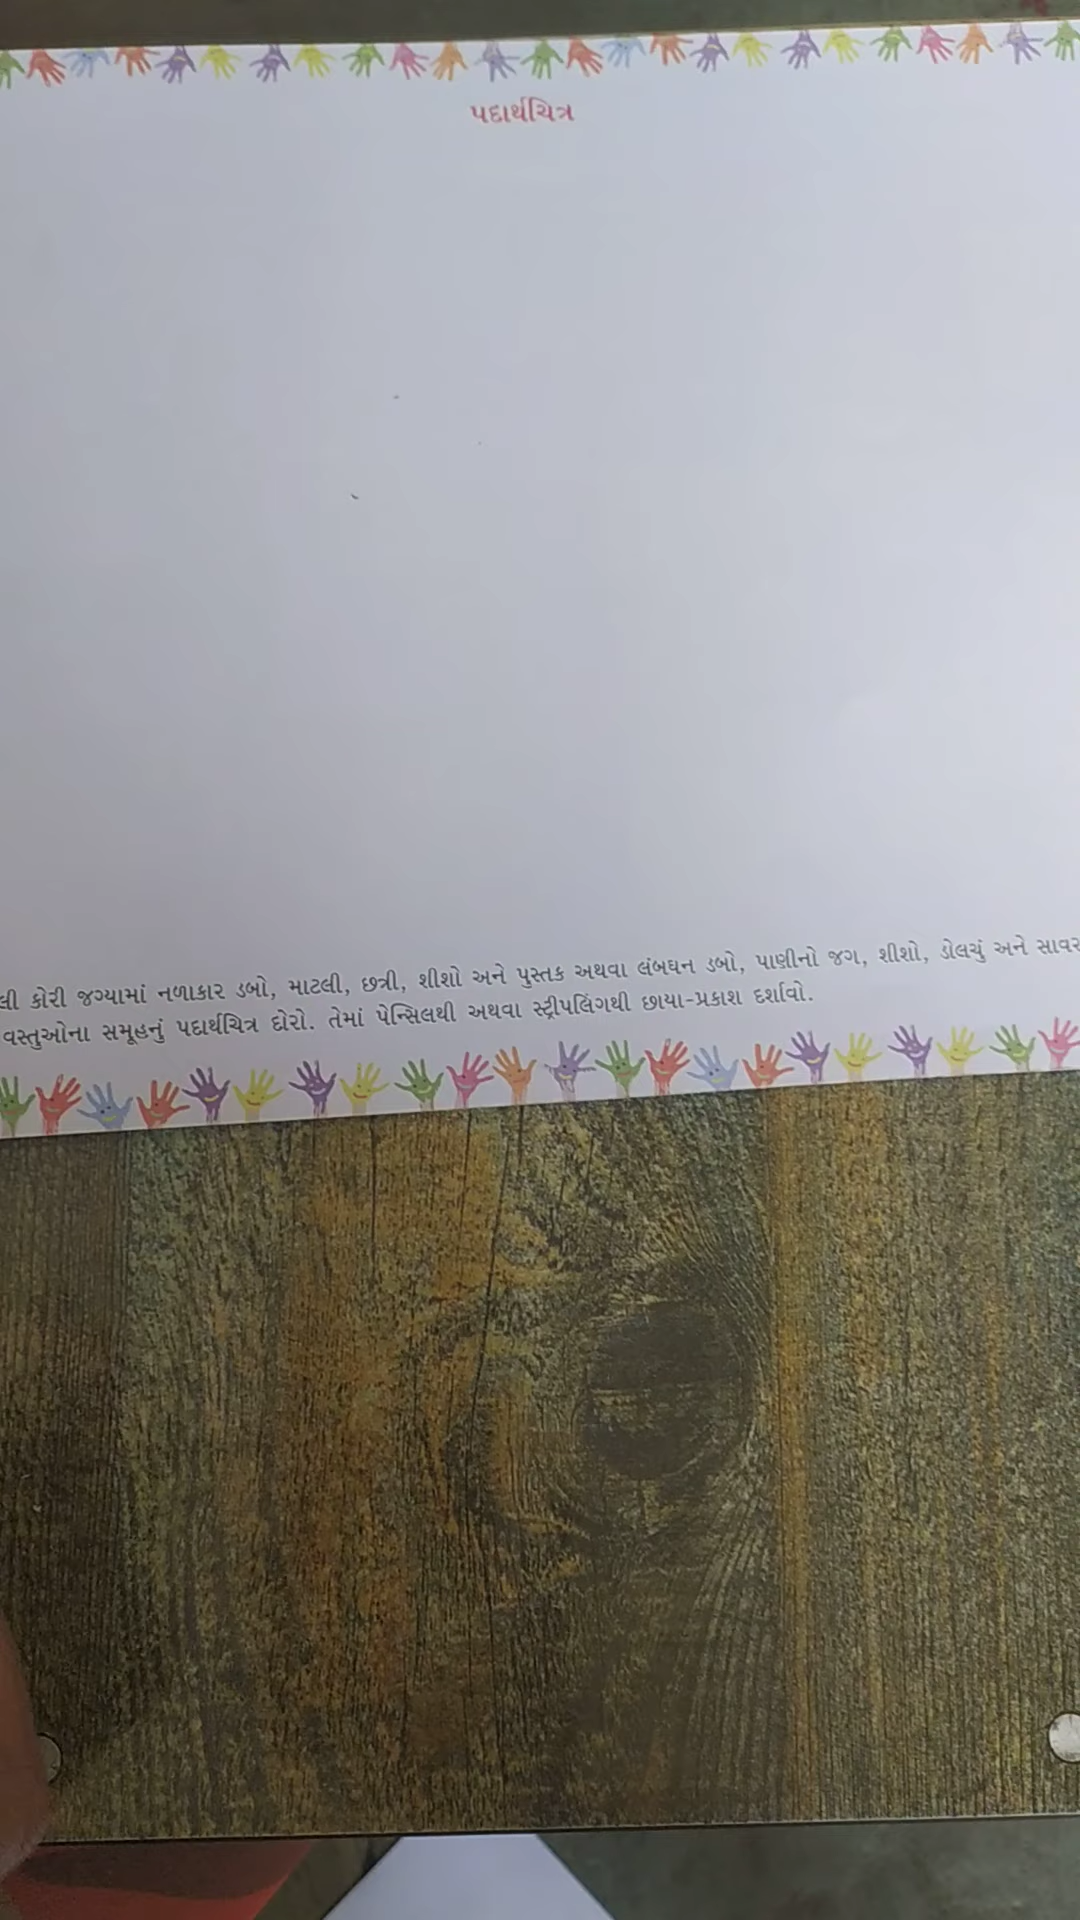 પદાર્થચિત્ર
કોરી જગ્યામાં નળાકાર ડબો, માટલી, છત્રી, શીશો અને પુસ્તક અથવા લંબઘન ડબો, પાણીનો જગ, શીશો, ડોલચું અને
વસ્તુઓના સમૂહનું પદાર્થચિત્ર દોરો. તેમાં પેન્સિલથી અથવા સ્ટ્રીપલિંગથી છાયા-પ્રકાશ દર્શાવો.